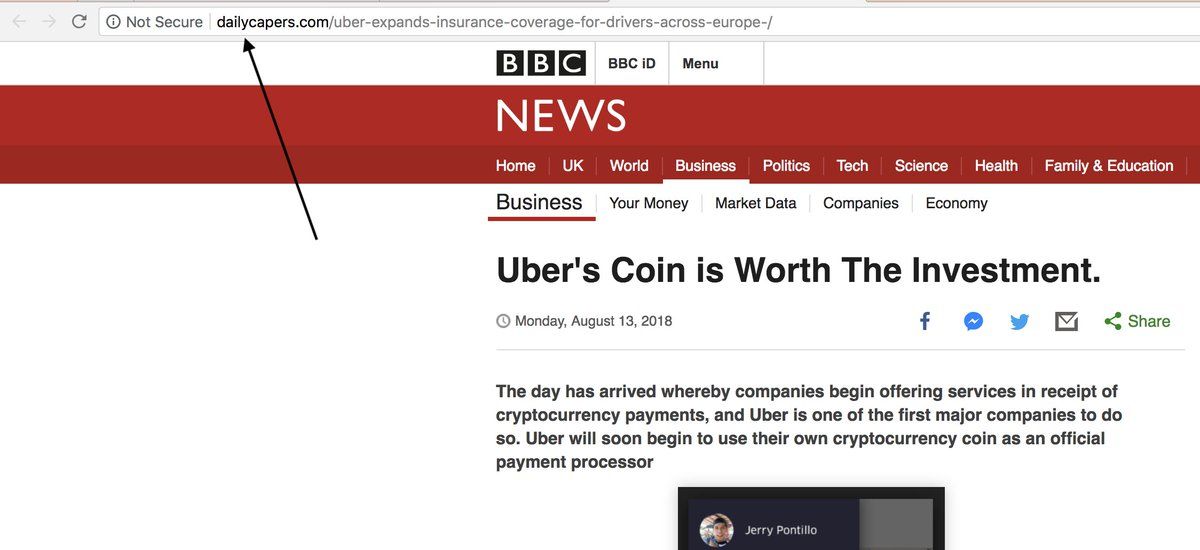 Not Secure | dailycapers.com/uber-expands-insurance-coverage-for-drivers-across-europe-/
BBC BBC iD Menu
NEWS
Home UK World Business Politics Tech Science Health Family & Education
Business Your Money Market Data Companies Economy
Uber's Coin is Worth The Investment.
Monday, August 13, 2018 Share
The day has arrived whereby companies begin offering services in receipt of
cryptocurrency payments, and Uber is one of the first major companies to do
so. Uber will soon begin to use their own cryptocurrency coin as an official
payment processor
Jerry Pontillo